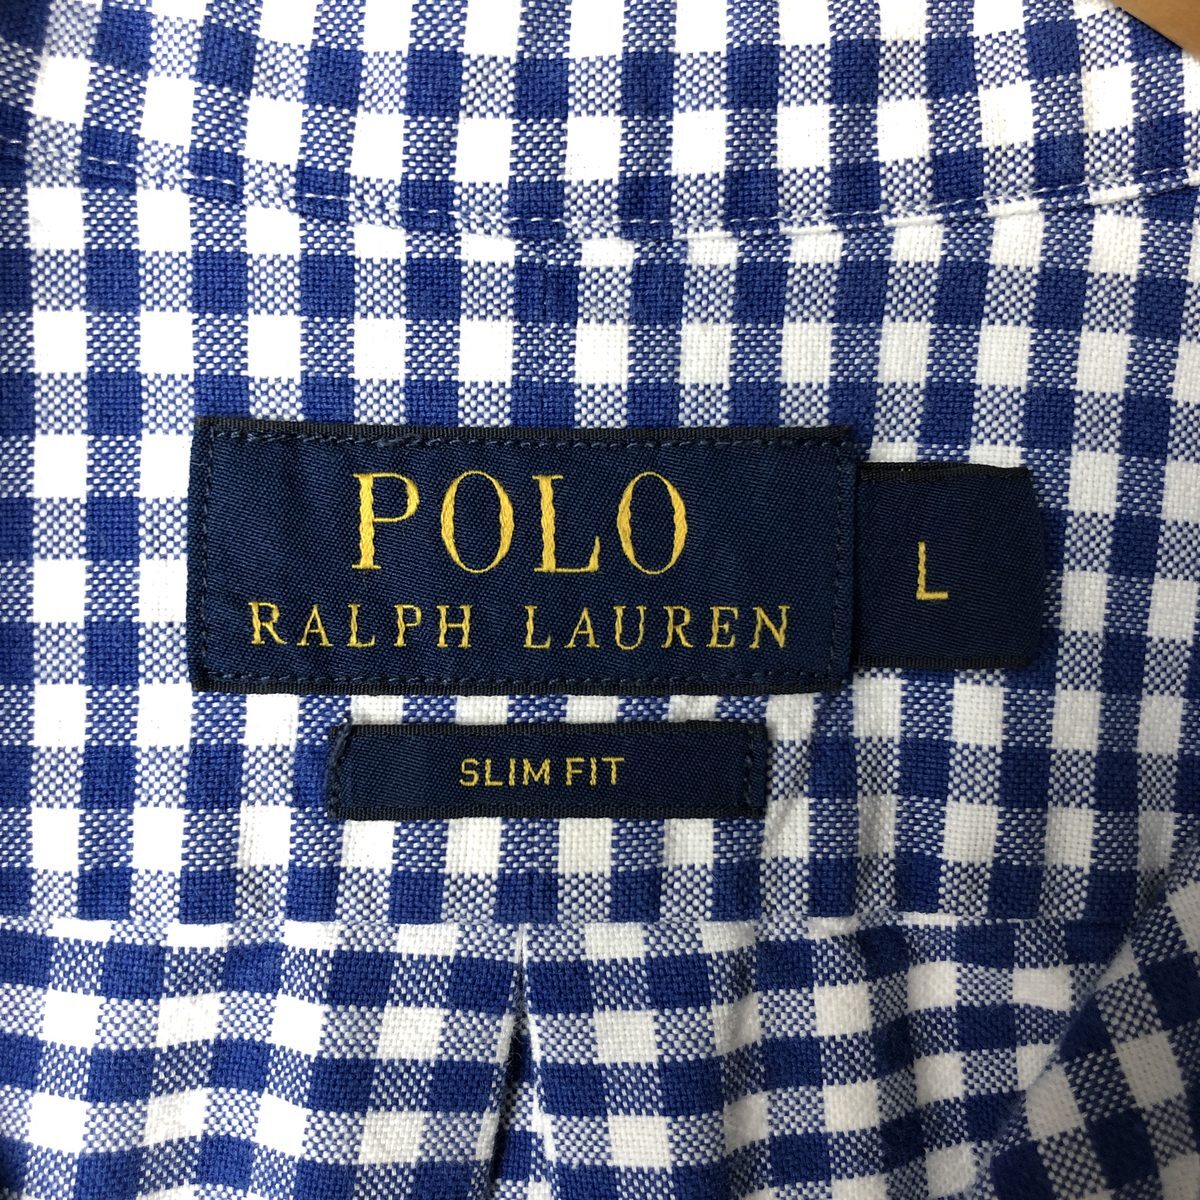 POLO
RALPH LAUREN
L
SLIM FIT